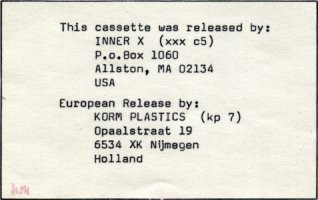 This cassette was released by:
INNER X (xxx c5)
P.o.Box 1060
Allston, MA 02134
USA
European Release by:
KORM PLASTICS (kp 7)
Opaalstraat 19
6534 XK Nijmegen
Holland